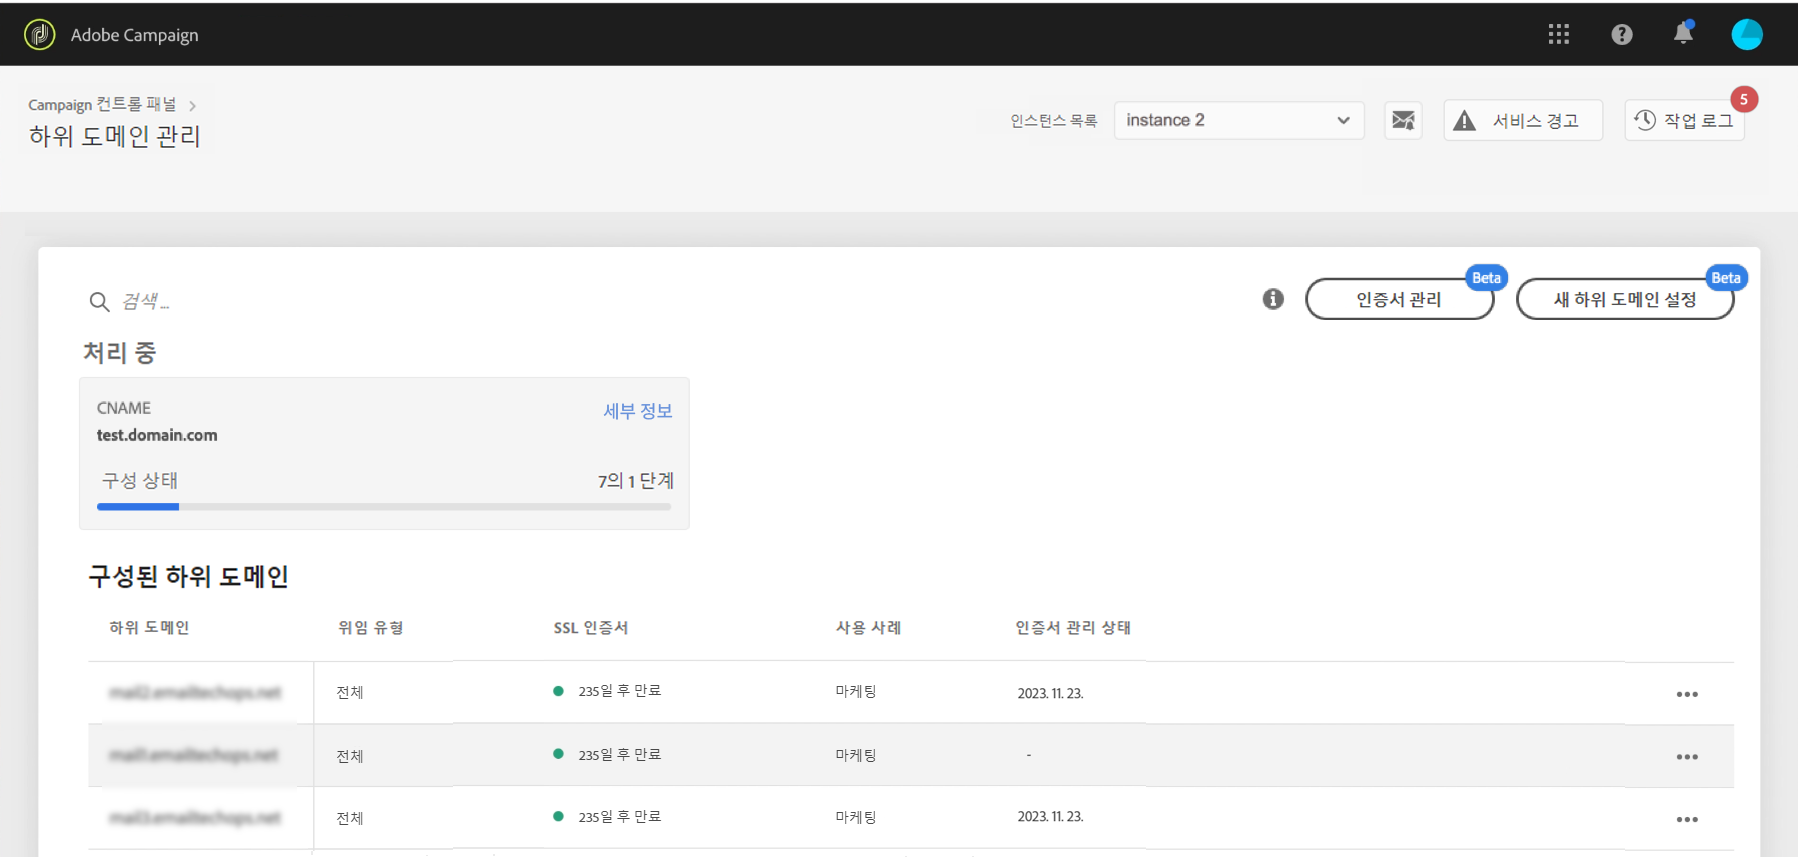 Adobe Campaign
Campaign 컨트롤 패널
하위 도메인 관리
인스턴스 목록
instance 2
서비스 경고
작업 로그
5
검색...
인증서 관리
Beta
새 하위 도메인 설정
Beta
처리 중
CNAME
세부 정보
test.domain.com
구성 상태
7의 1 단계
구성된 하위 도메인
하위 도메인 위임 유형 SSL 인증서 사용 사례 인증서 관리 상태
전체 235일 후 만료 마케팅 2023. 11. 23.
전체 235일 후 만료 마케팅 -
전체 235일 후 만료 마케팅 2023. 11. 23.